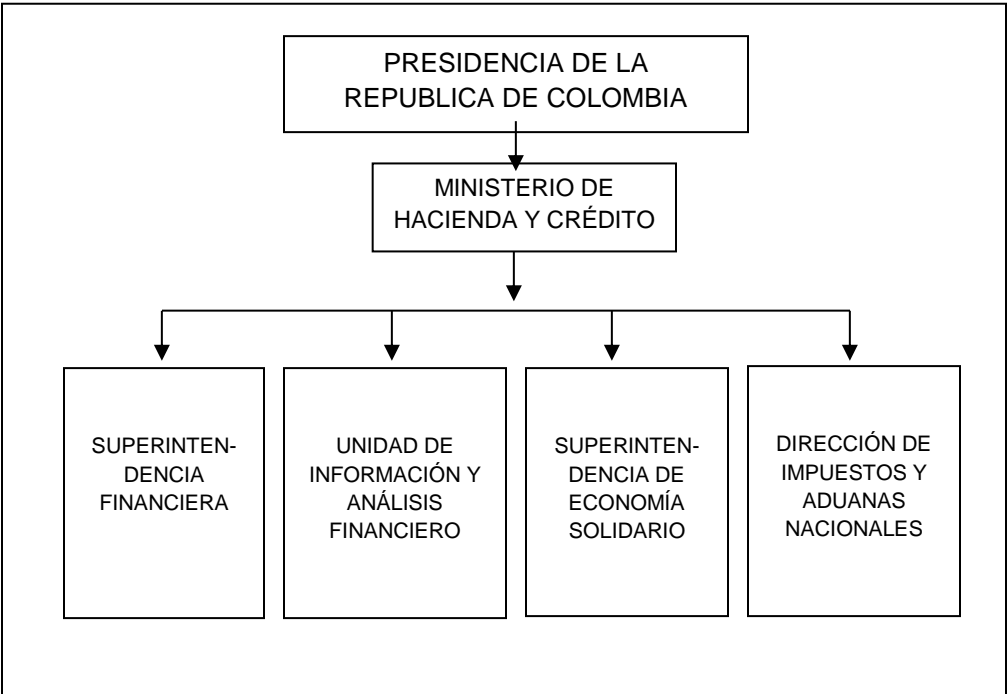 PRESIDENCIA DE LA
REPUBLICA DE COLOMBIA
MINISTERIO DE
HACIENDA Y CRÉDITO
SUPERINTEN-
DENCIA
FINANCIERA
UNIDAD DE
INFORMACIÓN Y
ANÁLISIS
FINANCIERO
SUPERINTEN-
DENCIA DE
ECONOMÍA
SOLIDARIO
DIRECCIÓN DE
IMPUESTOS Y
ADUANAS
NACIONALES